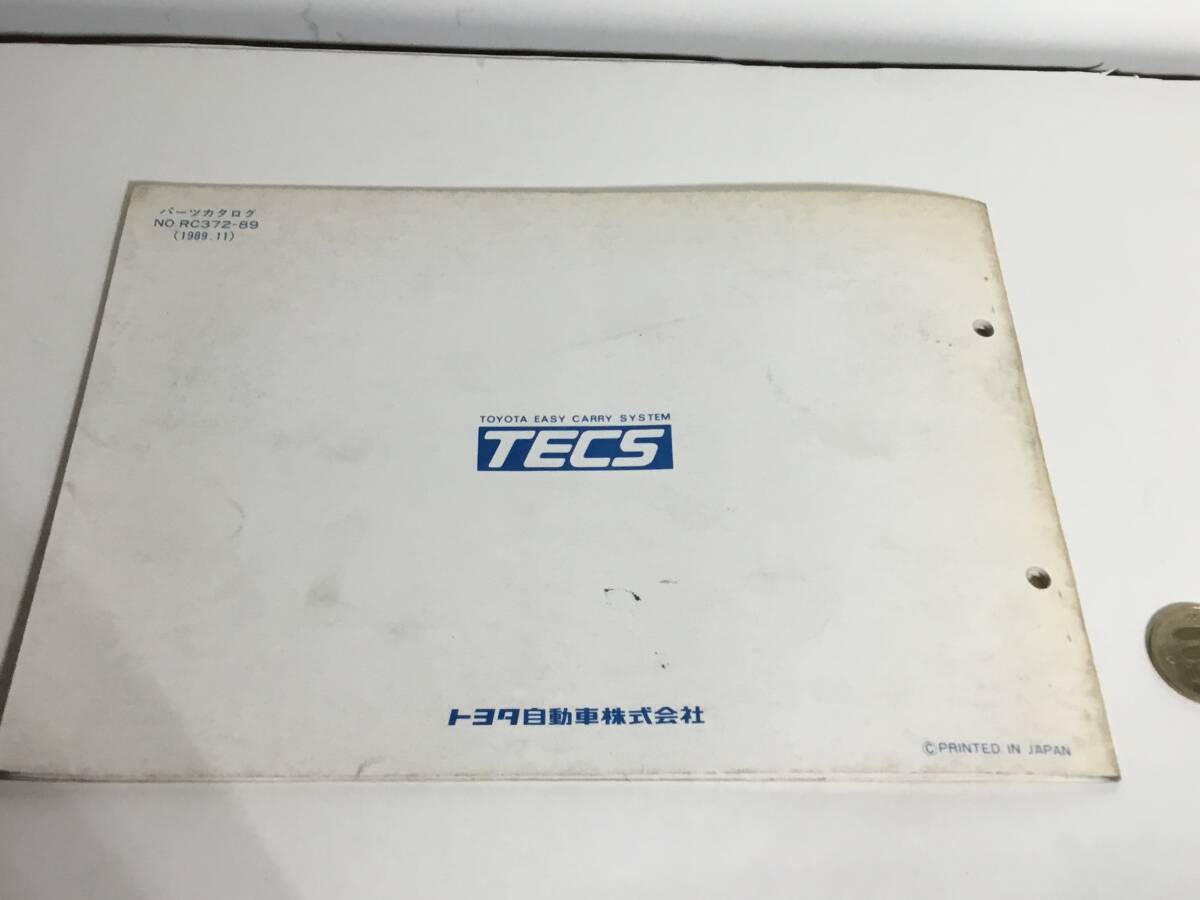 パーツカタログ
NO RC372-89
(1989.11)
TOYOTA EASY CARRY SYSTEM
TECS
トヨタ自動車株式会社
© PRINTED IN JAPAN